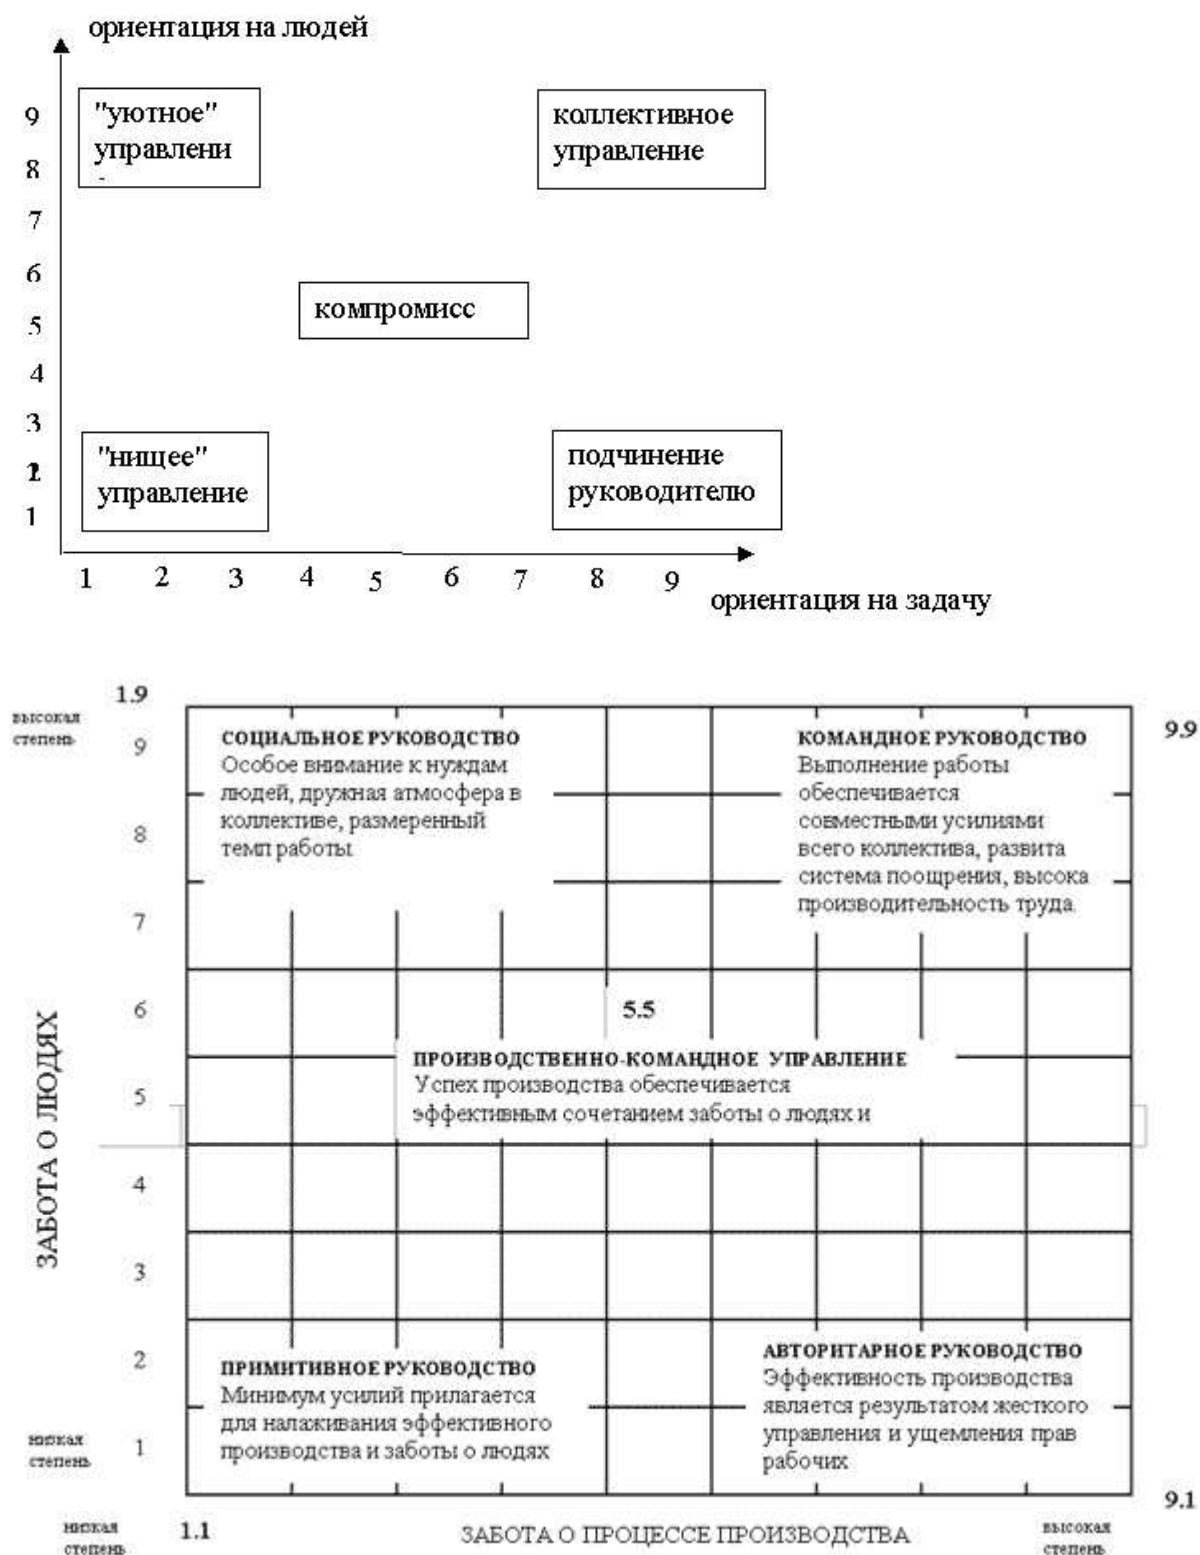 ориентация на людей
9
"уютное"
управлени
коллективное
управление
8
7
6
компромисс
5
4
3
"нищее"
управление
подчинение
руководителю
1
1 2 3 4 5 6 7 8 9
ориентация на задачу
1.9
высокая
степень
9.9
9
СОЦИАЛЬНОЕ РУКОВОДСТВО
Особое внимание к нуждам
людей, дружная атмосфера в
коллективе, размеренный
темп работы.
КОМАНДНОЕ РУКОВОДСТВО
Выполнение работы
обеспечивается
совместными усилиями
всего коллектива, развита
система поощрения, высока
производительность труда.
8
7
6
5.5
ПРОИЗВОДСТВЕННО-КОМАНДНОЕ УПРАВЛЕНИЕ
Успех производства обеспечивается
эффективным сочетанием заботы о людях и
5
ЗАБОТА О ЛЮДЯХ
4
3
2
ПРИМИТИВНОЕ РУКОВОДСТВО
Минимум усилий прилагается
для налаживания эффективного
производства и заботы о людях
АВТОРИТАРНОЕ РУКОВОДСТВО
Эффективность производства
является результатом жесткого
управления и ущемления прав
рабочих
низкая
степень
1
9.1
низкая
степень
1.1
ЗАБОТА О ПРОЦЕССЕ ПРОИЗВОДСТВА
высокая
степень